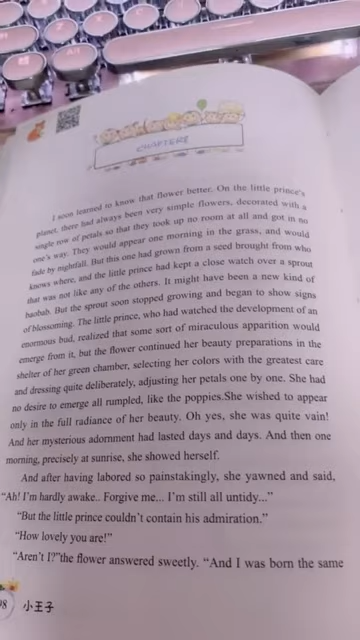 CHAPTER8
I soon learned to know that flower better. On the little prince's
planet, there had always been very simple flowers, decorated with a
single row of petals so that they took up no room at all and got in no
one's way. They would appear one morning in the grass, and would
fade by nightfall. But this one had grown from a seed brought from who
knows where, and the little prince had kept a close watch over a sprout
that was not like any of the others. It might have been a new kind of
baobab. But the sprout soon stopped growing and began to show signs
of blossoming. The little prince, who had watched the development of an
enormous bud, realized that some sort of miraculous apparition would
emerge from it, but the flower continued her beauty preparations in the
shelter of her green chamber, selecting her colors with the greatest care
and dressing quite deliberately, adjusting her petals one by one. She had
no desire to emerge all rumpled, like the poppies.She wished to appear
only in the full radiance of her beauty. Oh yes, she was quite vain!
And her mysterious adornment had lasted days and days. And then one
morning, precisely at sunrise, she showed herself.
And after having labored so painstakingly, she yawned and said,
"Ah! I'm hardly awake.. Forgive me... I'm still all untidy..."
"But the little prince couldn't contain his admiration."
"How lovely you are!"
"Aren't I?"the flower answered sweetly. "And I was born the same
98 小王子